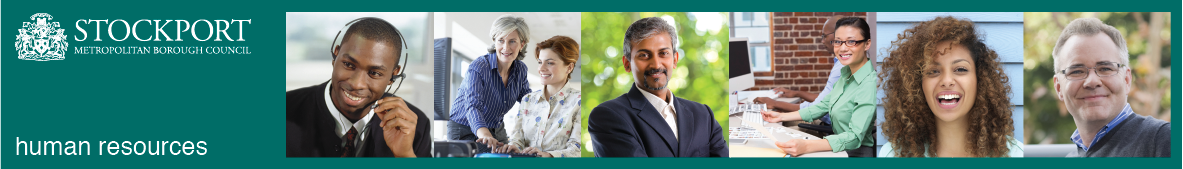 STOCKPORT
METROPOLITAN BOROUGH COUNCIL
human resources